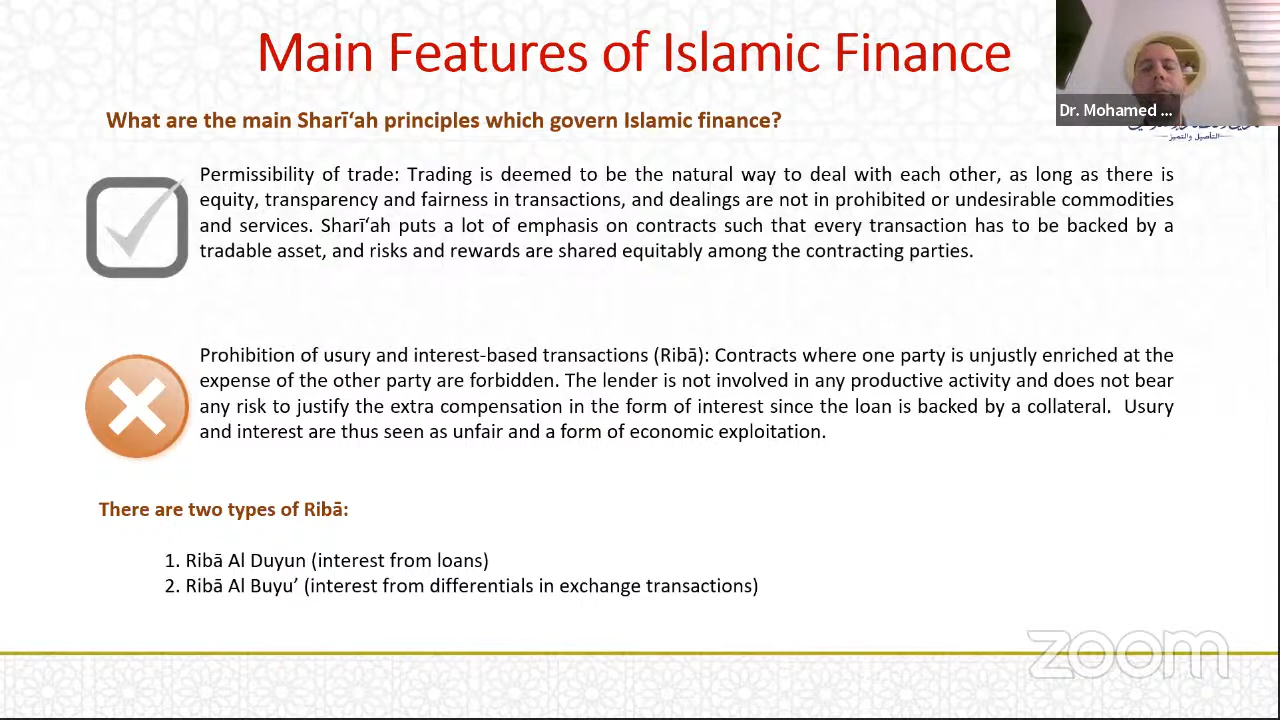 Main Features of Islamic Finance
Dr. Mohamed ...
What are the main Sharī‘ah principles which govern Islamic finance?
التأصيل والتميز
Permissibility of trade: Trading is deemed to be the natural way to deal with each other, as long as there is
equity, transparency and fairness in transactions, and dealings are not in prohibited or undesirable commodities
and services. Sharī‘ah puts a lot of emphasis on contracts such that every transaction has to be backed by a
tradable asset, and risks and rewards are shared equitably among the contracting parties.
Prohibition of usury and interest-based transactions (Ribā): Contracts where one party is unjustly enriched at the
expense of the other party are forbidden. The lender is not involved in any productive activity and does not bear
any risk to justify the extra compensation in the form of interest since the loan is backed by a collateral.  Usury
and interest are thus seen as unfair and a form of economic exploitation.
There are two types of Ribā:
1. Ribā Al Duyun (interest from loans)
2. Ribā Al Buyu’ (interest from differentials in exchange transactions)
zoom